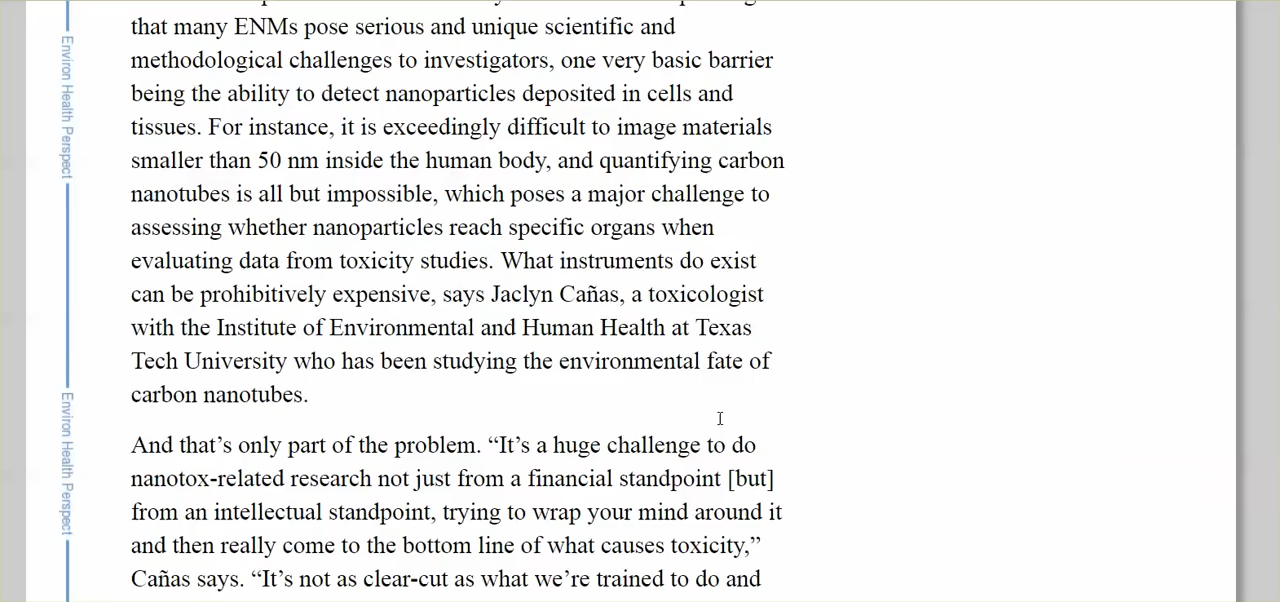 that many ENMs pose serious and unique scientific and
methodological challenges to investigators, one very basic barrier
being the ability to detect nanoparticles deposited in cells and
tissues. For instance, it is exceedingly difficult to image materials
smaller than 50 nm inside the human body, and quantifying carbon
nanotubes is all but impossible, which poses a major challenge to
assessing whether nanoparticles reach specific organs when
evaluating data from toxicity studies. What instruments do exist
can be prohibitively expensive, says Jaclyn Cañas, a toxicologist
with the Institute of Environmental and Human Health at Texas
Tech University who has been studying the environmental fate of
carbon nanotubes.
And that’s only part of the problem. “It’s a huge challenge to do
nanotox-related research not just from a financial standpoint [but]
from an intellectual standpoint, trying to wrap your mind around it
and then really come to the bottom line of what causes toxicity,”
Cañas says. “It’s not as clear-cut as what we’re trained to do and
Environ Health Perspect
Environ Health Perspect